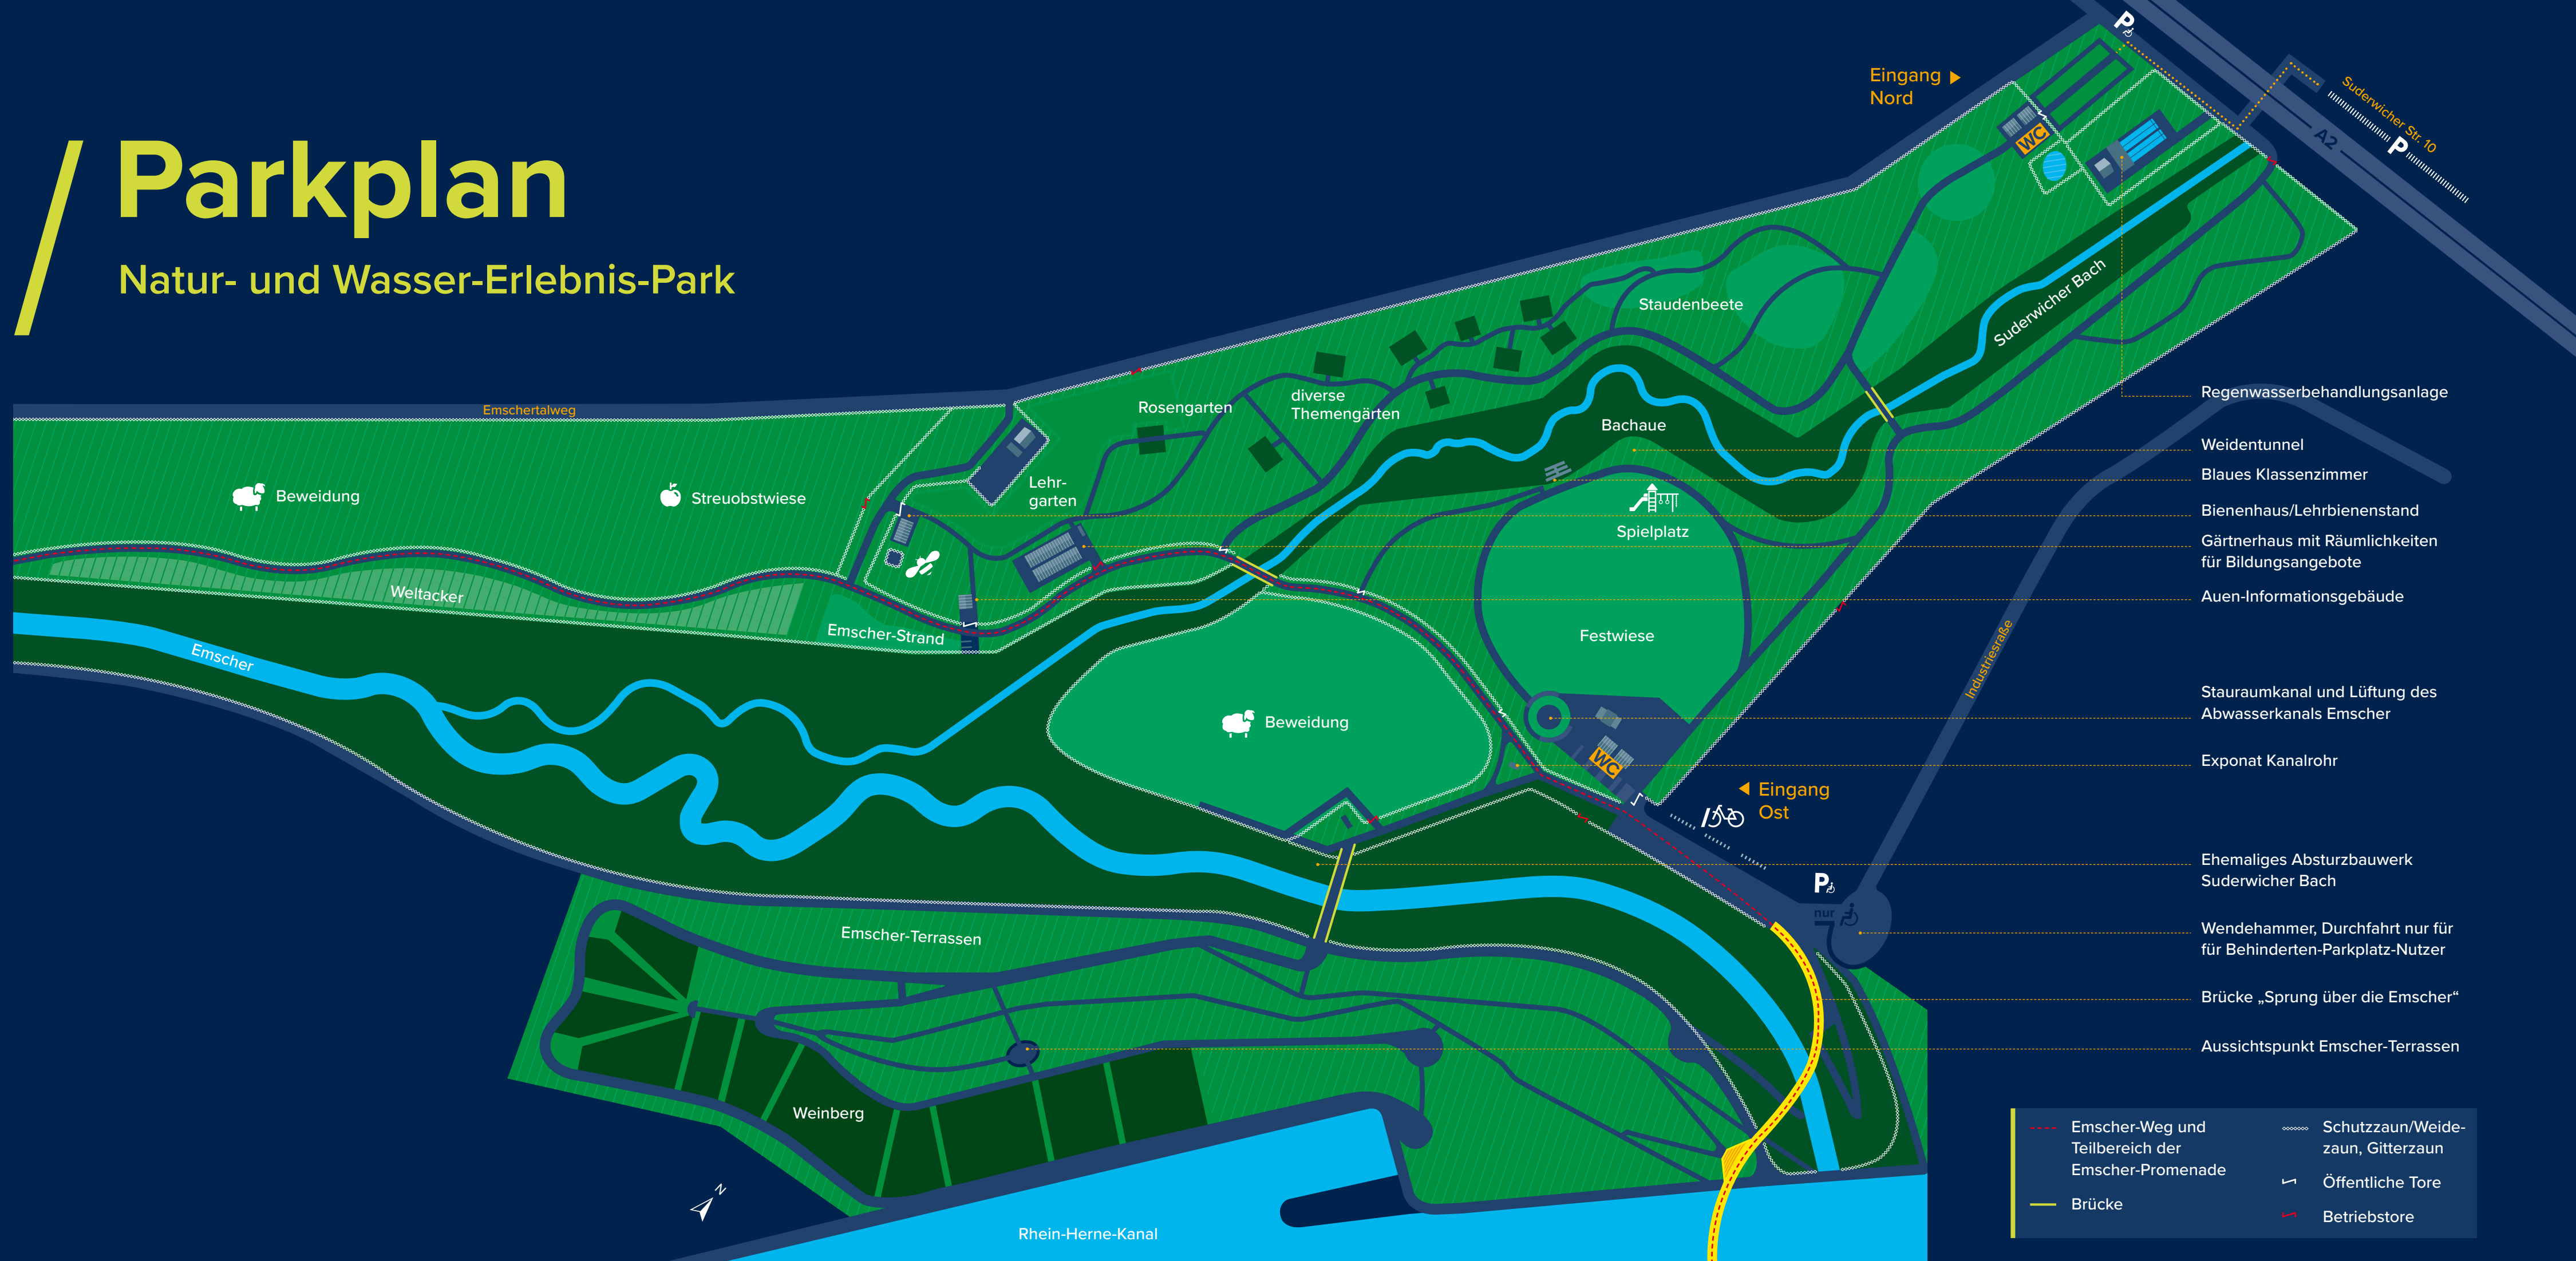 Parkplan
Natur- und Wasser-Erlebnis-Park
P
Eingang
Nord
WC
Suderwicher Str. 10
P
A2
Suderwicher Bach
Staudenbeete
Emschertalweg
Rosengarten
diverse
Themengärten
Bachaue
Beweidung
Streuobstwiese
Lehr-
garten
Spielplatz
Weltacker
Emscher-Strand
Festwiese
Emscher
Beweidung
WC
Industriestraße
Eingang
Ost
P
nur
Emscher-Terrassen
Weinberg
N
Rhein-Herne-Kanal
Regenwasserbehandlungsanlage
Weidentunnel
Blaues Klassenzimmer
Bienenhaus/Lehrbienenstand
Gärtnerhaus mit Räumlichkeiten
für Bildungsangebote
Auen-Informationsgebäude
Stauraumkanal und Lüftung des
Abwasserkanals Emscher
Exponat Kanalrohr
Ehemaliges Absturzbauwerk
Suderwicher Bach
Wendehammer, Durchfahrt nur für
für Behinderten-Parkplatz-Nutzer
Brücke „Sprung über die Emscher“
Aussichtspunkt Emscher-Terrassen
Emscher-Weg und
Teilbereich der
Emscher-Promenade
Brücke
Schutzzaun/Weide-
zaun, Gitterzaun
Öffentliche Tore
Betriebstore